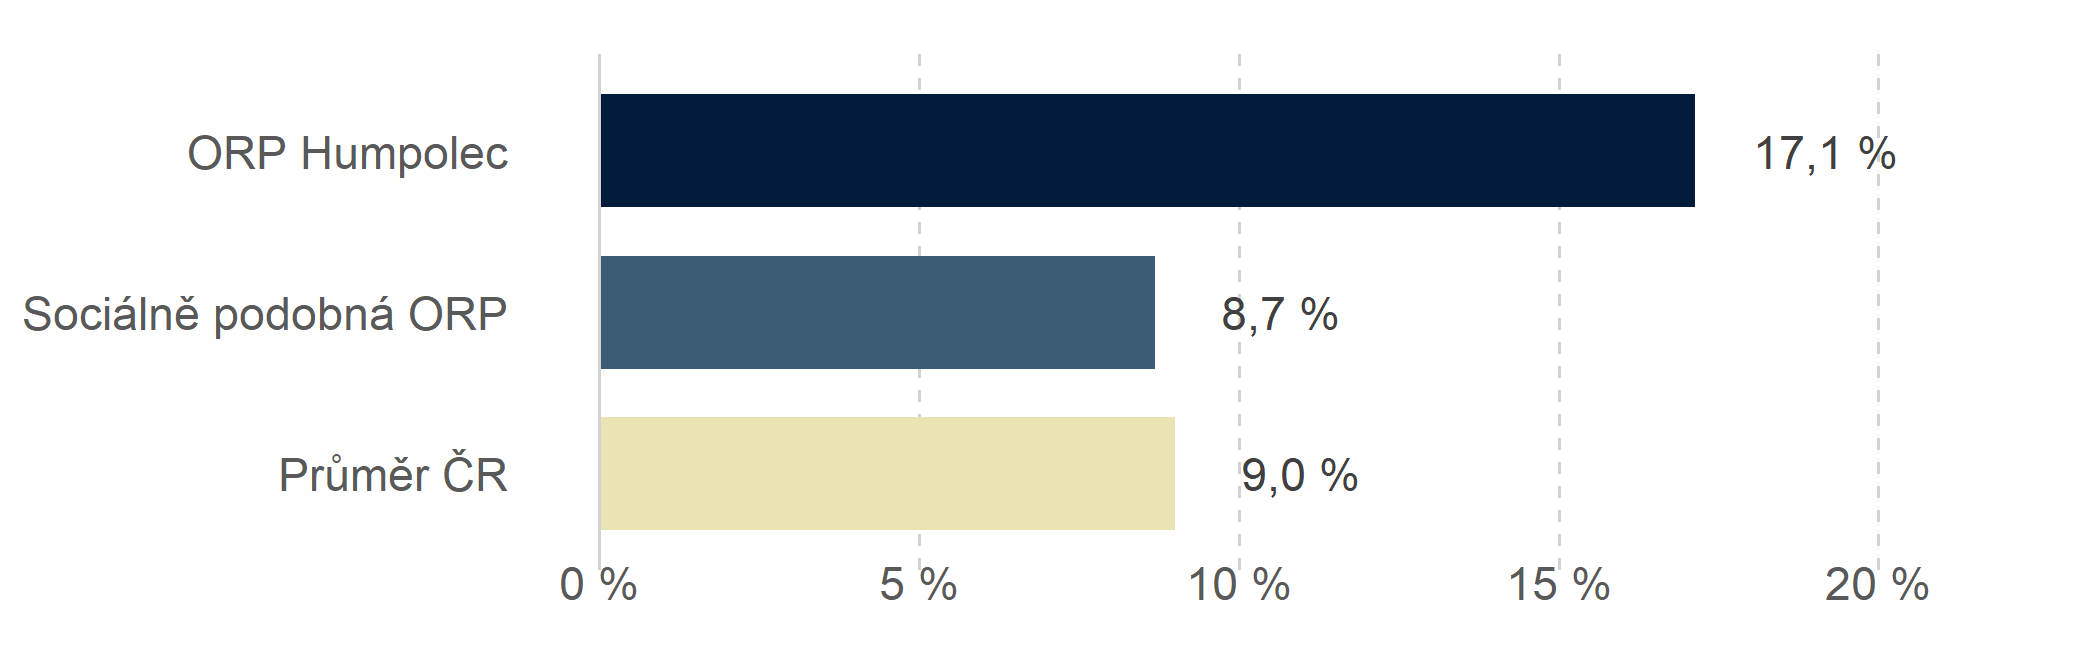 ORP Humpolec
17,1 %
Sociálně podobná ORP
8,7 %
Průměr ČR
9,0 %
0 %
5 %
10 %
15 %
20 %